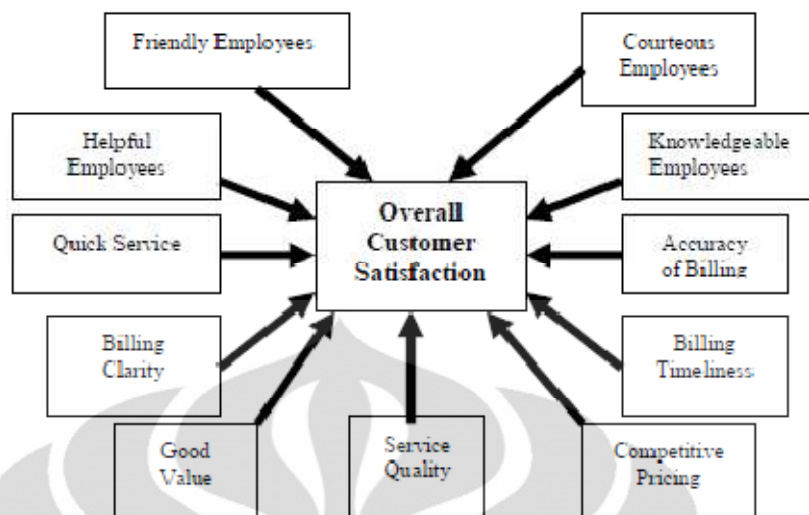 Friendly Employees
Courteous
Employees
Helpful
Employees
Knowledgeable
Employees
Overall
Customer
Satisfaction
Quick Service
Accuracy
of Billing
Billing
Clarity
Billing
Timeliness
Good
Value
Service
Quality
Competitive
Pricing